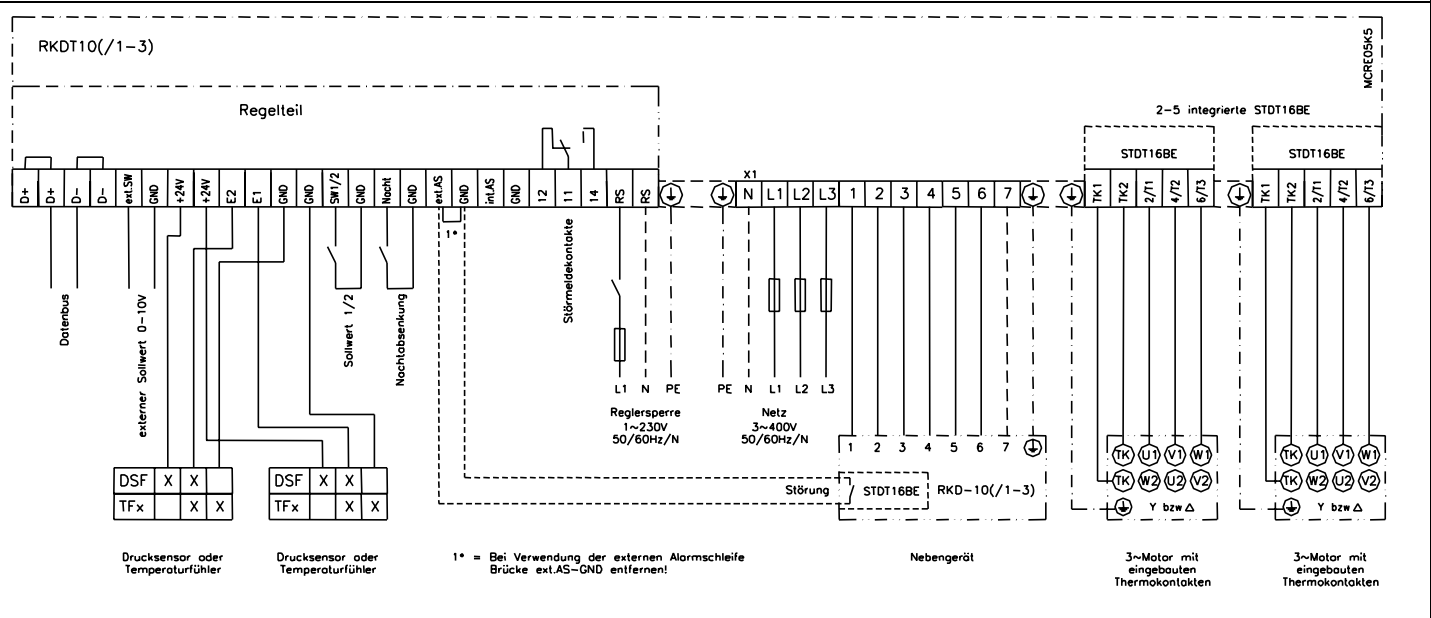 RKDT10(/1-3)
MCRE05K5
Regelteil
2-5 integrierte STDT16BE
STDT16BE
STDT16BE
X1
D+ D+ D- D- ext.SW GND +24V +24V E2 E1 GND GND SW1/2 GND Nacht GND ext.AS GND int.AS GND 12 11 14 RS RS N L1 L2 L3 1 2 3 4 5 6 7 TK1 TK2 2/T1 4/T2 6/T3 TK1 TK2 2/T1 4/T2 6/T3
1*
Datenbus
externer Sollwert 0-10V
Sollwert 1/2
Nachtabsenkung
Störmeldekontakte
L1 N PE
PE N L1 L2 L3
Reglersperre
1~230V
50/60Hz/N
Netz
3~400V
50/60Hz/N
1 2 3 4 5 6 7
TK U1 V1 W1
TK W2 U2 V2
Y bzw △
TK U1 V1 W1
TK W2 U2 V2
Y bzw △
DSF X X
TFx X X
DSF X X
TFx X X
Störung
STDT16BE
RKD-10(/1-3)
Drucksensor oder
Temperaturfühler
Drucksensor oder
Temperaturfühler
1* = Bei Verwendung der externen Alarmschleife
Brücke ext.AS-GND entfernen!
Nebengerät
3~Motor mit
eingebauten
Thermokontakten
3~Motor mit
eingebauten
Thermokontakten